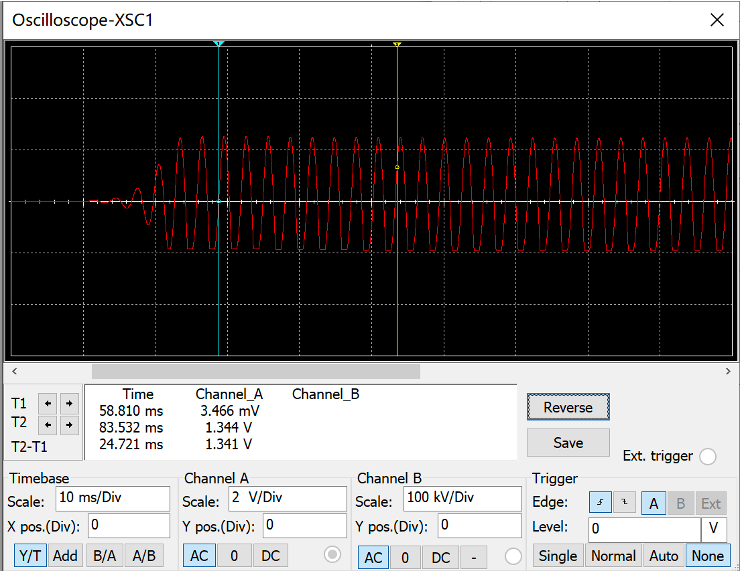 Oscilloscope-XSC1
Time Channel_A Channel_B
T1 58.810 ms 3.466 mV
T2 83.532 ms 1.344 V
T2-T1 24.721 ms 1.341 V
Reverse
Save
Ext. trigger
Timebase
Scale: 10 ms/Div
X pos.(Div): 0
Y/T Add B/A A/B
Channel A
Scale: 2 V/Div
Y pos.(Div): 0
AC 0 DC
Channel B
Scale: 100 kV/Div
Y pos.(Div): 0
AC 0 DC -
Trigger
Edge: A B Ext
Level: 0 V
Single Normal Auto None